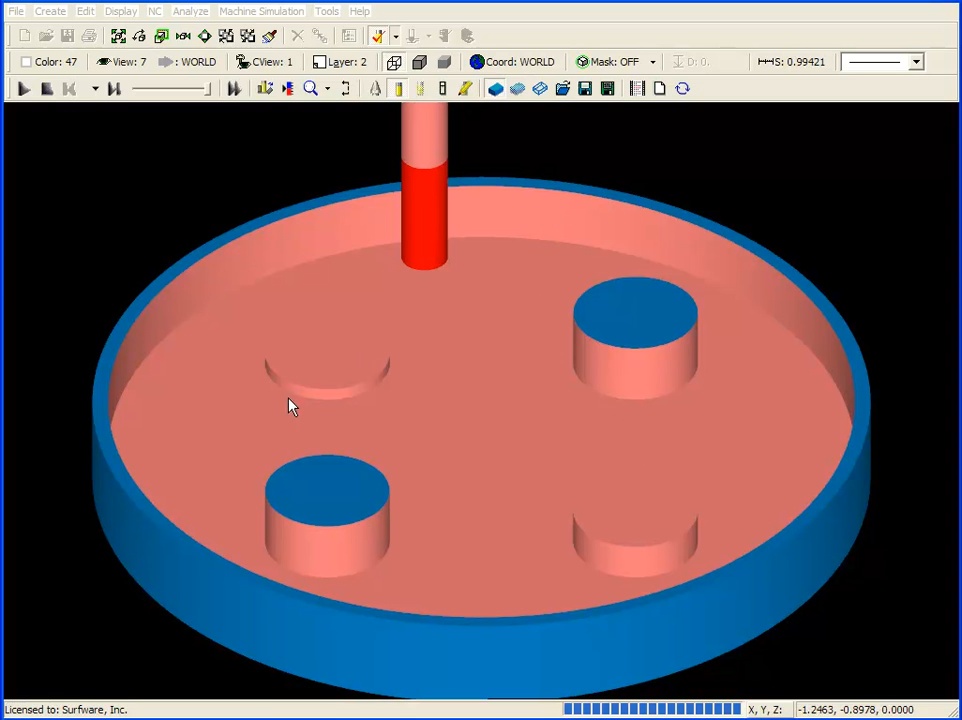 File Create Edit Display NC Analyze Machine Simulation Tools Help
Color: 47 View: 7 : WORLD CView: 1 Layer: 2 Coord: WORLD Mask: OFF D: 0. S: 0.99421
Licensed to: Surfware, Inc. X, Y, Z: -1.2463, -0.8978, 0.0000